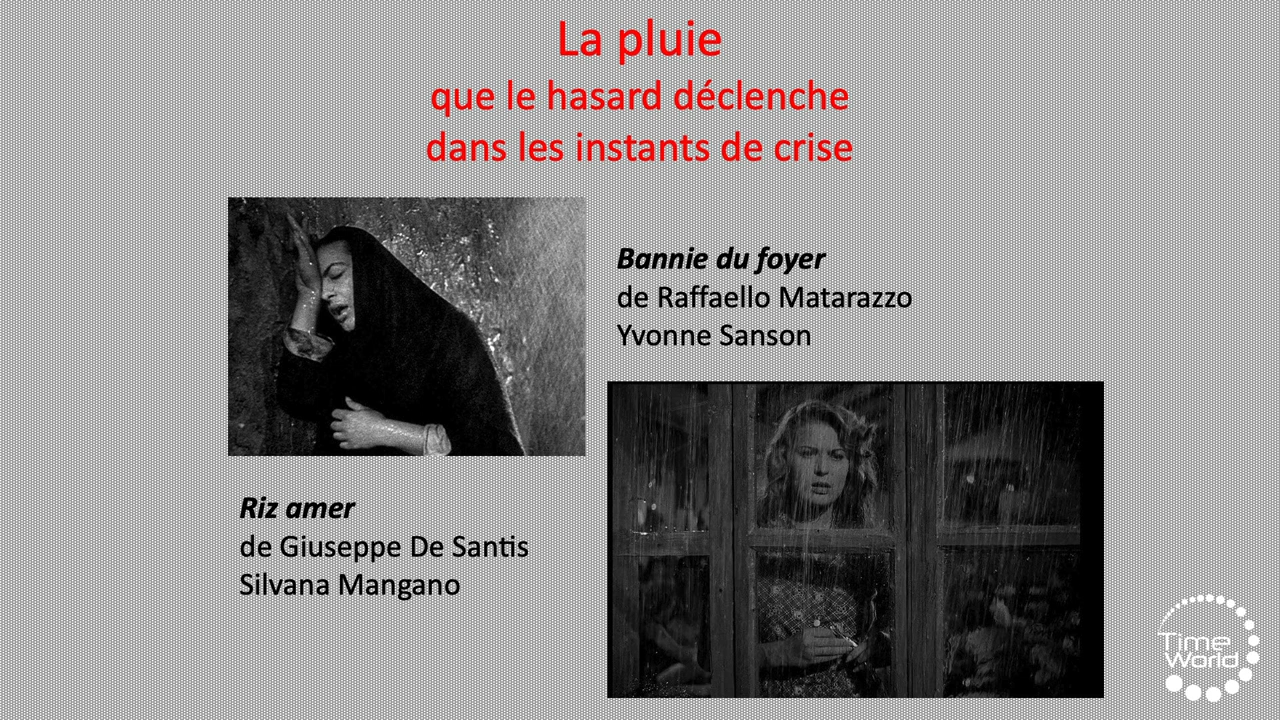 La pluie
que le hasard déclenche
dans les instants de crise
Bannie du foyer
de Raffaello Matarazzo
Yvonne Sanson
Riz amer
de Giuseppe De Santis
Silvana Mangano
Time
World